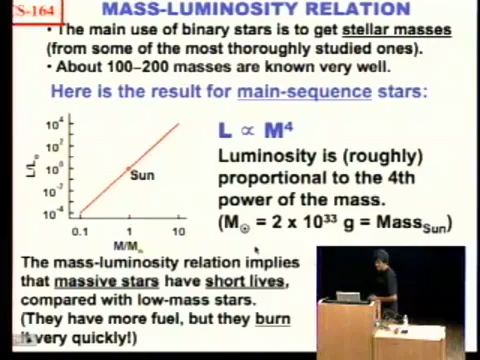 CS-164
MASS-LUMINOSITY RELATION
• The main use of binary stars is to get stellar masses
(from some of the most thoroughly studied ones).
• About 100–200 masses are known very well.
Here is the result for main-sequence stars:
L ∝ M⁴
Luminosity is (roughly)
proportional to the 4th
power of the mass.
(M☉ = 2 x 10³³ g = Mass Sun)
L/L☉
10⁴
10²
10⁰
10⁻²
10⁻⁴
Sun
0.1 1 10
M/M☉
The mass-luminosity relation implies
that massive stars have short lives,
compared with low-mass stars.
(They have more fuel, but they burn
very quickly!)